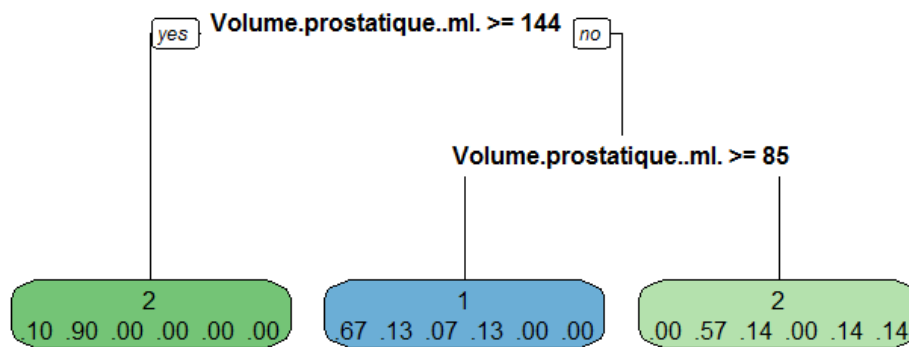 yes Volume.prostatique..ml. >= 144 no
Volume.prostatique..ml. >= 85
2 1 2
.10 .90 .00 .00 .00 .00 .67 .13 .07 .13 .00 .00 .00 .57 .14 .00 .14 .14